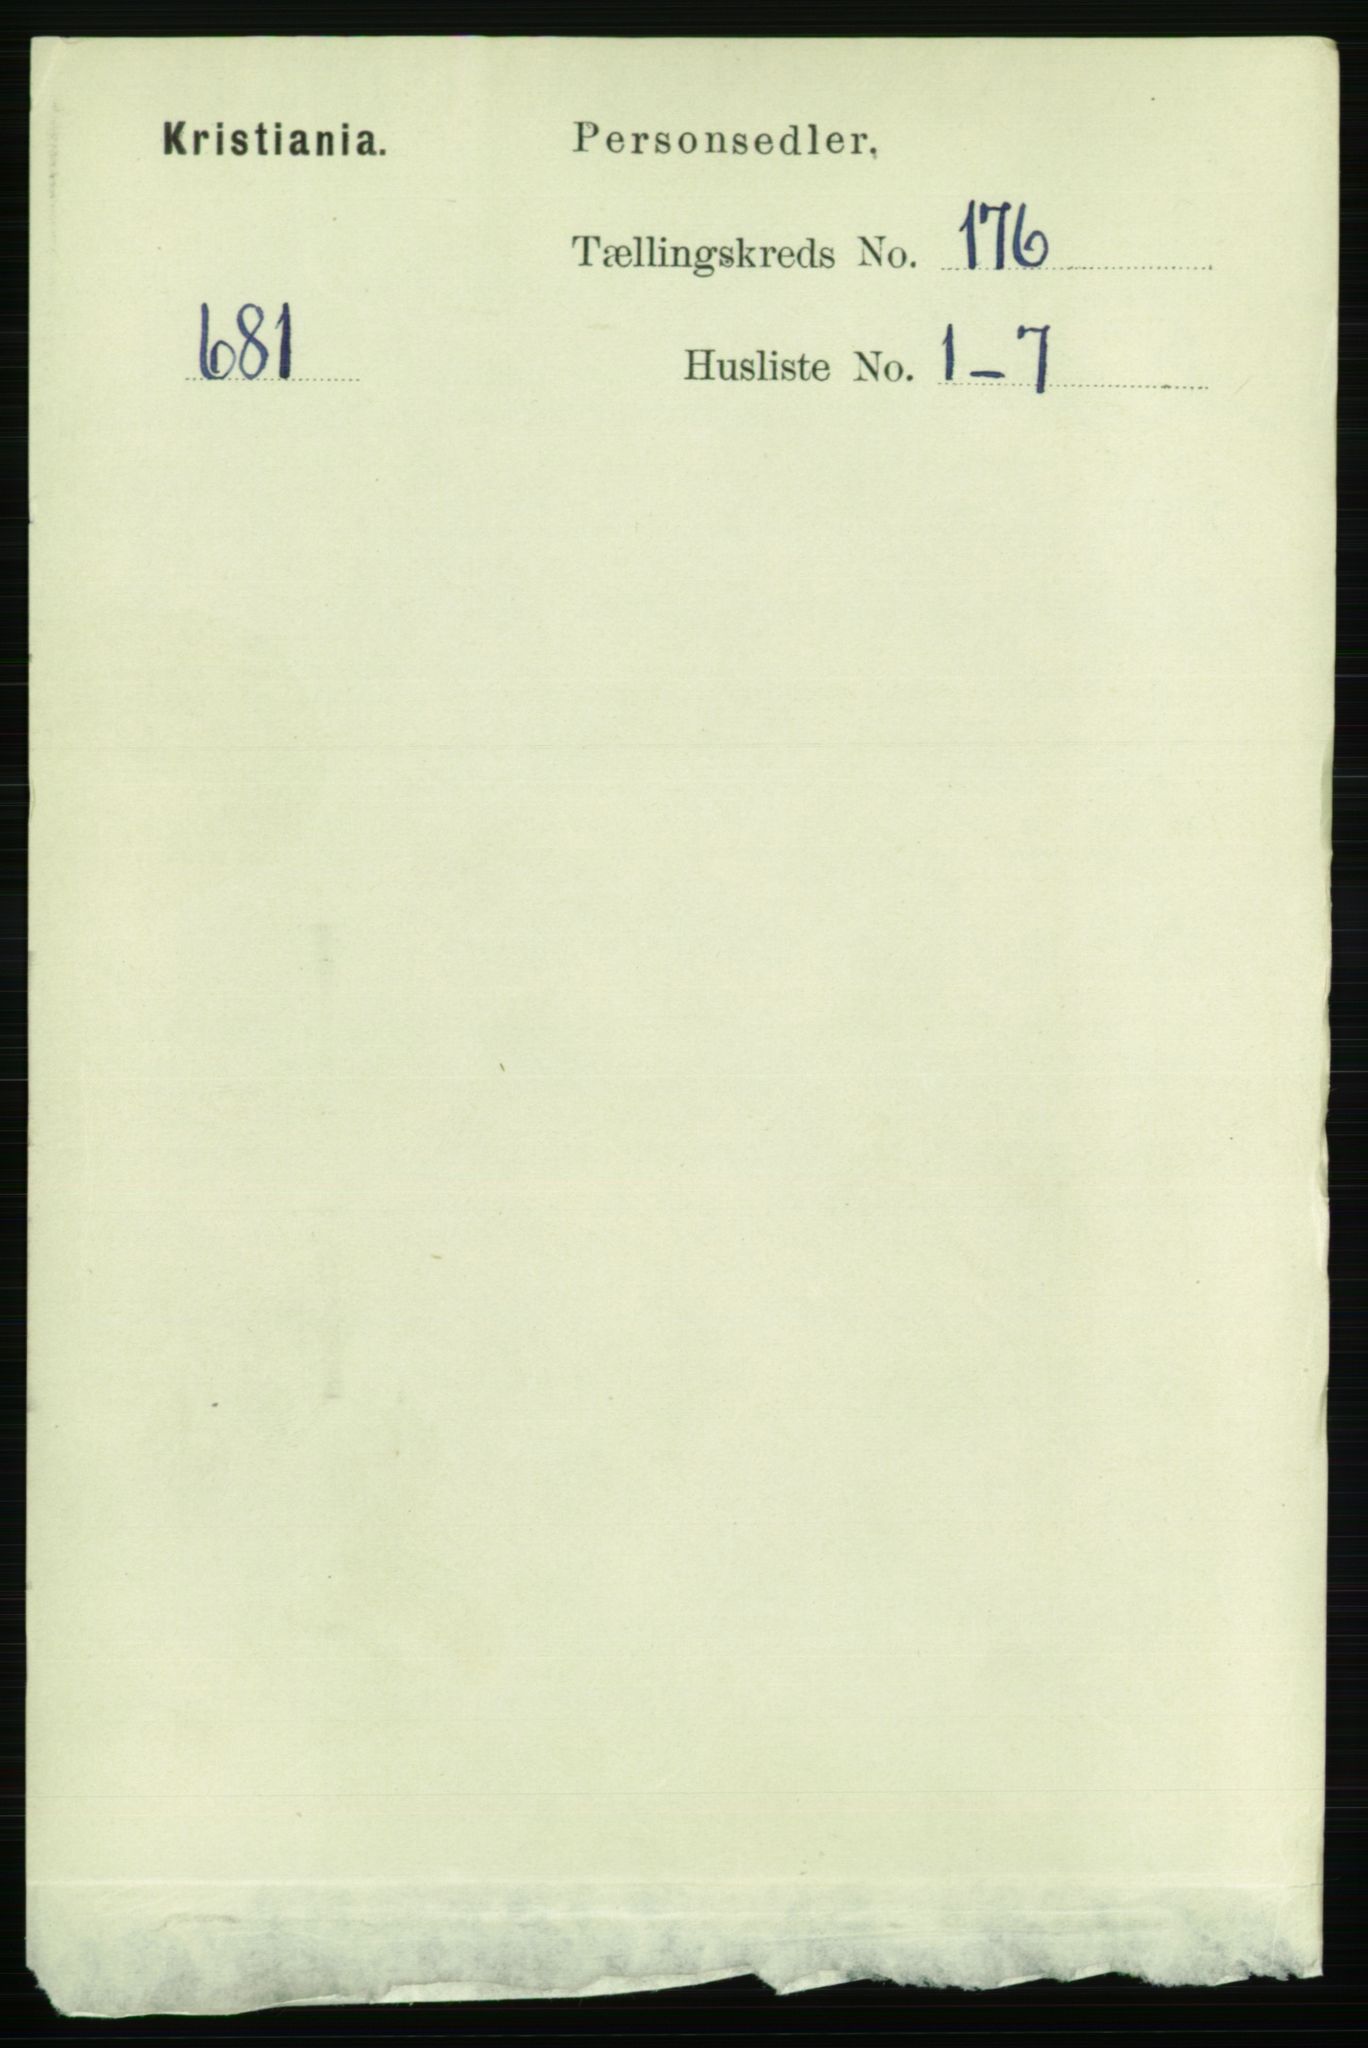 Kristiania.
Personsedler.
Tællingskreds No. 176
681
Husliste No. 1-7